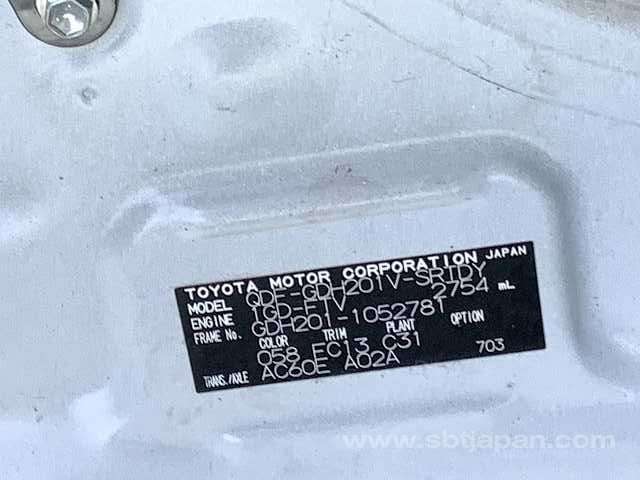 TOYOTA MOTOR CORPORATION JAPAN
MODEL QDF-GDH201V-SRTDY
ENGINE 1GD-FTV 2754 mL
FRAME No. GDH201-1052781
COLOR TRIM PLANT OPTION
058 EC13 C31 703
TRANS./AXLE AC60E A02A
www.sbtjapan.com